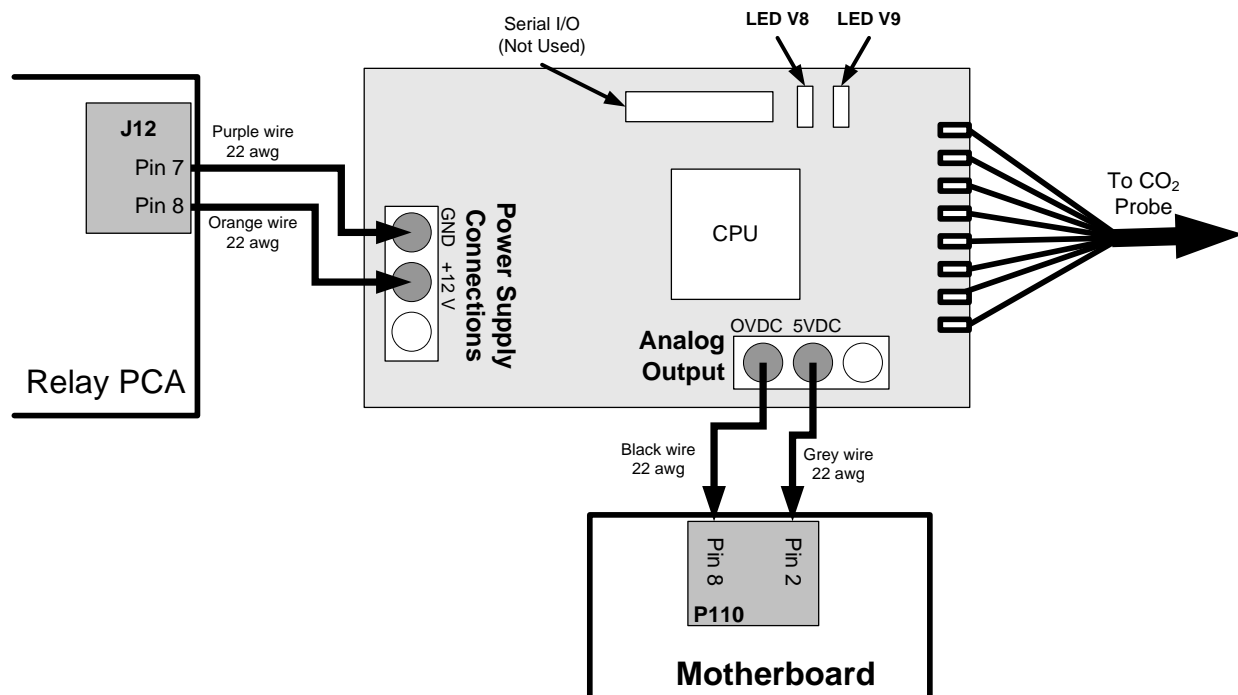 Serial I/O
(Not Used)
LED V8
LED V9
J12
Pin 7
Pin 8
Purple wire
22 awg
Orange wire
22 awg
Relay PCA
GND
+12 V
Power Supply
Connections
CPU
To CO₂
Probe
Analog
Output
OVDC
5VDC
Black wire
22 awg
Grey wire
22 awg
Pin 8
Pin 2
P110
Motherboard